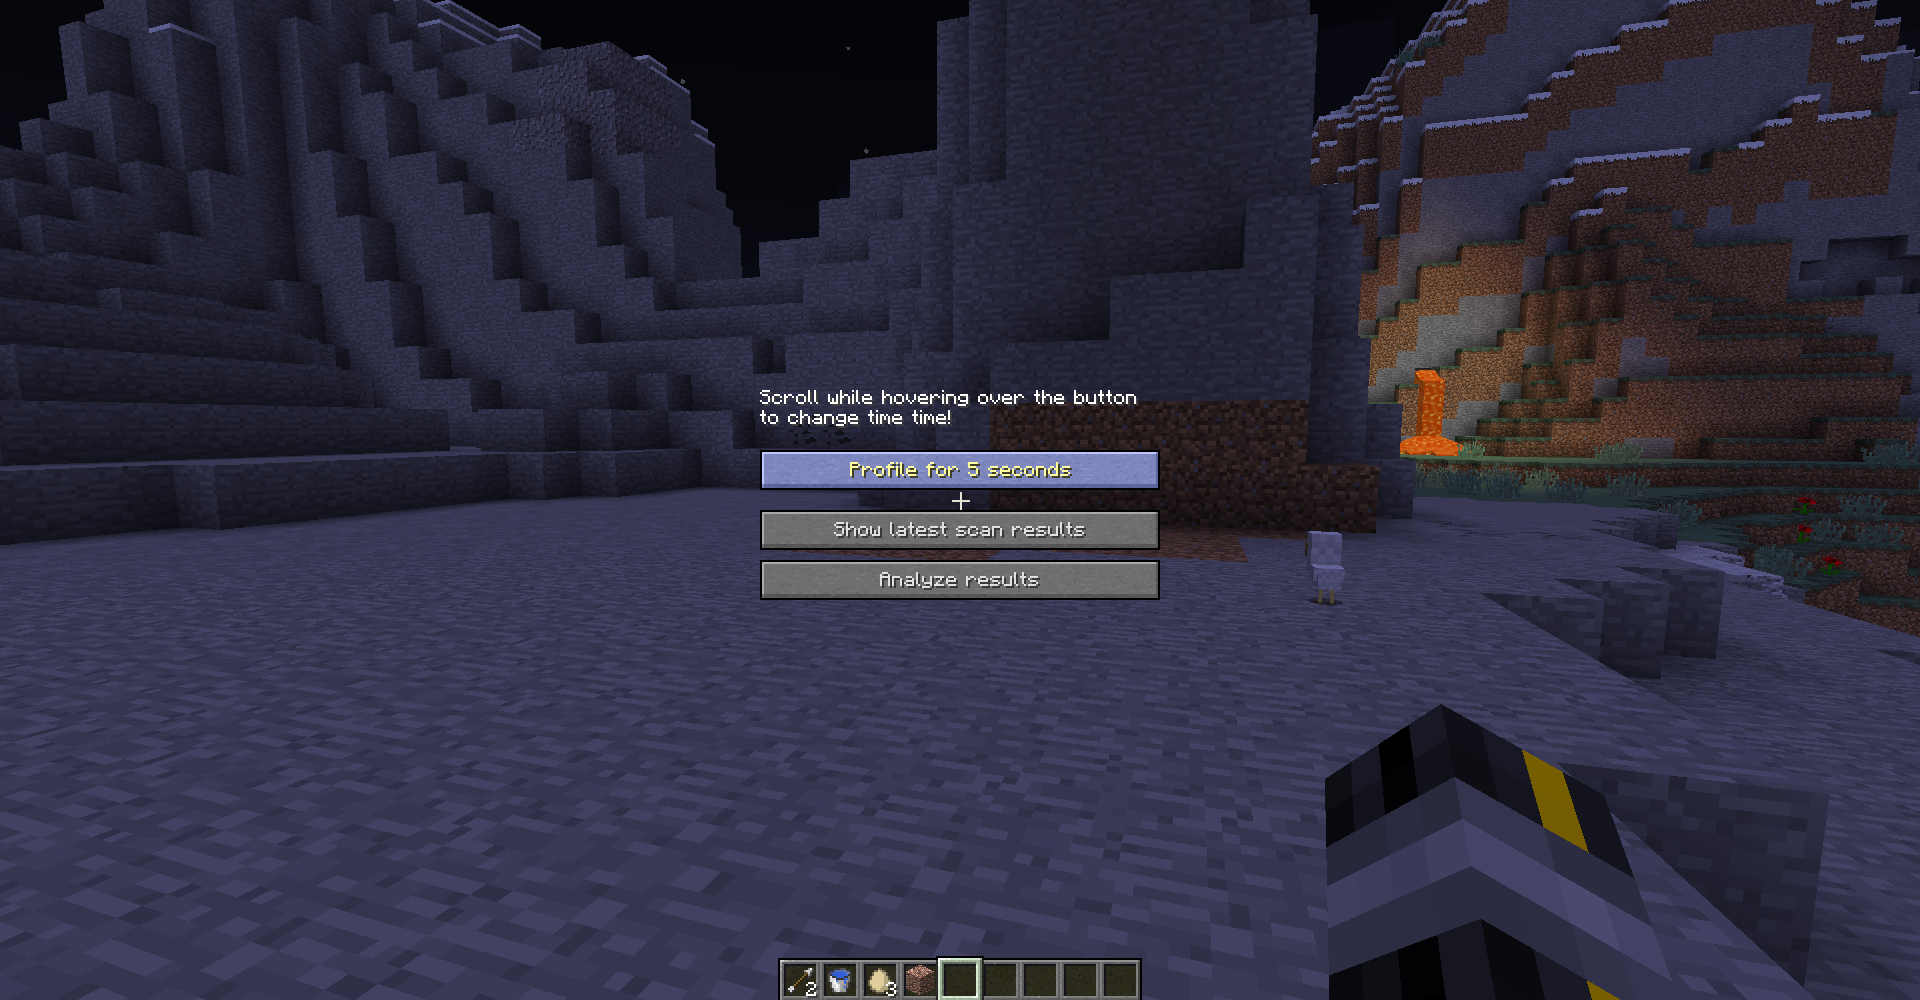 Scroll while hovering over the button
to change time time!
Profile for 5 seconds
Show latest scan results
Analyze results
2
3